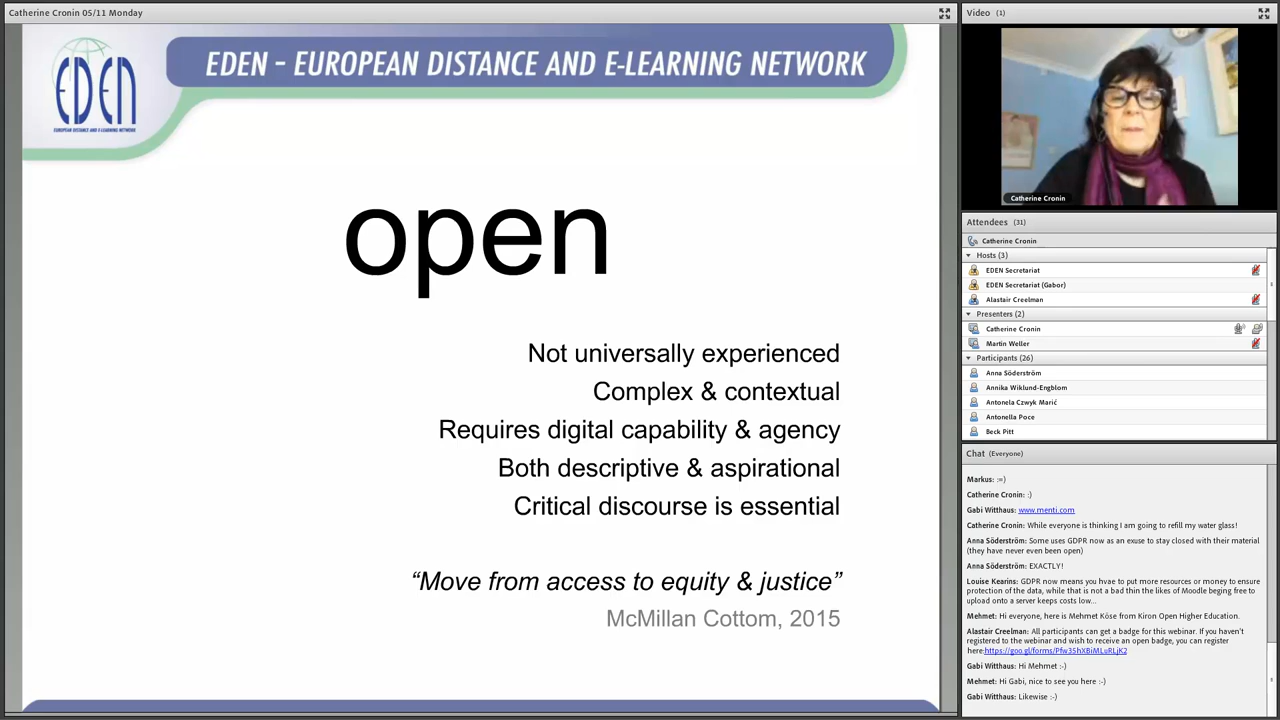 Catherine Cronin 05/11 Monday
EDEN
EUROPEAN DISTANCE AND E-LEARNING NETWORK
EDEN – EUROPEAN DISTANCE AND E-LEARNING NETWORK
open
Not universally experienced
Complex & contextual
Requires digital capability & agency
Both descriptive & aspirational
Critical discourse is essential
“Move from access to equity & justice”
McMillan Cottom, 2015
Video (1)
Catherine Cronin
Attendees (31)
Catherine Cronin
Hosts (3)
EDEN Secretariat
EDEN Secretariat (Gabor)
Alastair Creelman
Presenters (2)
Catherine Cronin
Martin Weller
Participants (26)
Anna Söderström
Annika Wiklund-Engblom
Antonela Czwyk Marić
Antonella Poce
Beck Pitt
Chat (Everyone)
Markus: :=)
Catherine Cronin: :)
Gabi Witthaus: www.menti.com
Catherine Cronin: While everyone is thinking I am going to refill my water glass!
Anna Söderström: Some uses GDPR now as an excuse to stay closed with their material
(they have never even been open)
Anna Söderström: EXACTLY!
Louise Kearins: GDPR now means you hvae to put more resources or money to ensure
protection of the data, while that is not a bad thin the likes of Moodle beging free to
upload onto a server keeps costs low...
Mehmet: Hi everyone, here is Mehmet Köse from Kiron Open Higher Education.
Alastair Creelman: All participants can get a badge for this webinar. If you haven't
registered to the webinar and wish to receive an open badge, you can register
here:https://goo.gl/forms/Pfw35hXBiMLuRLjK2
Gabi Witthaus: Hi Mehmet :-)
Mehmet: Hi Gabi, nice to see you here :-)
Gabi Witthaus: Likewise :-)